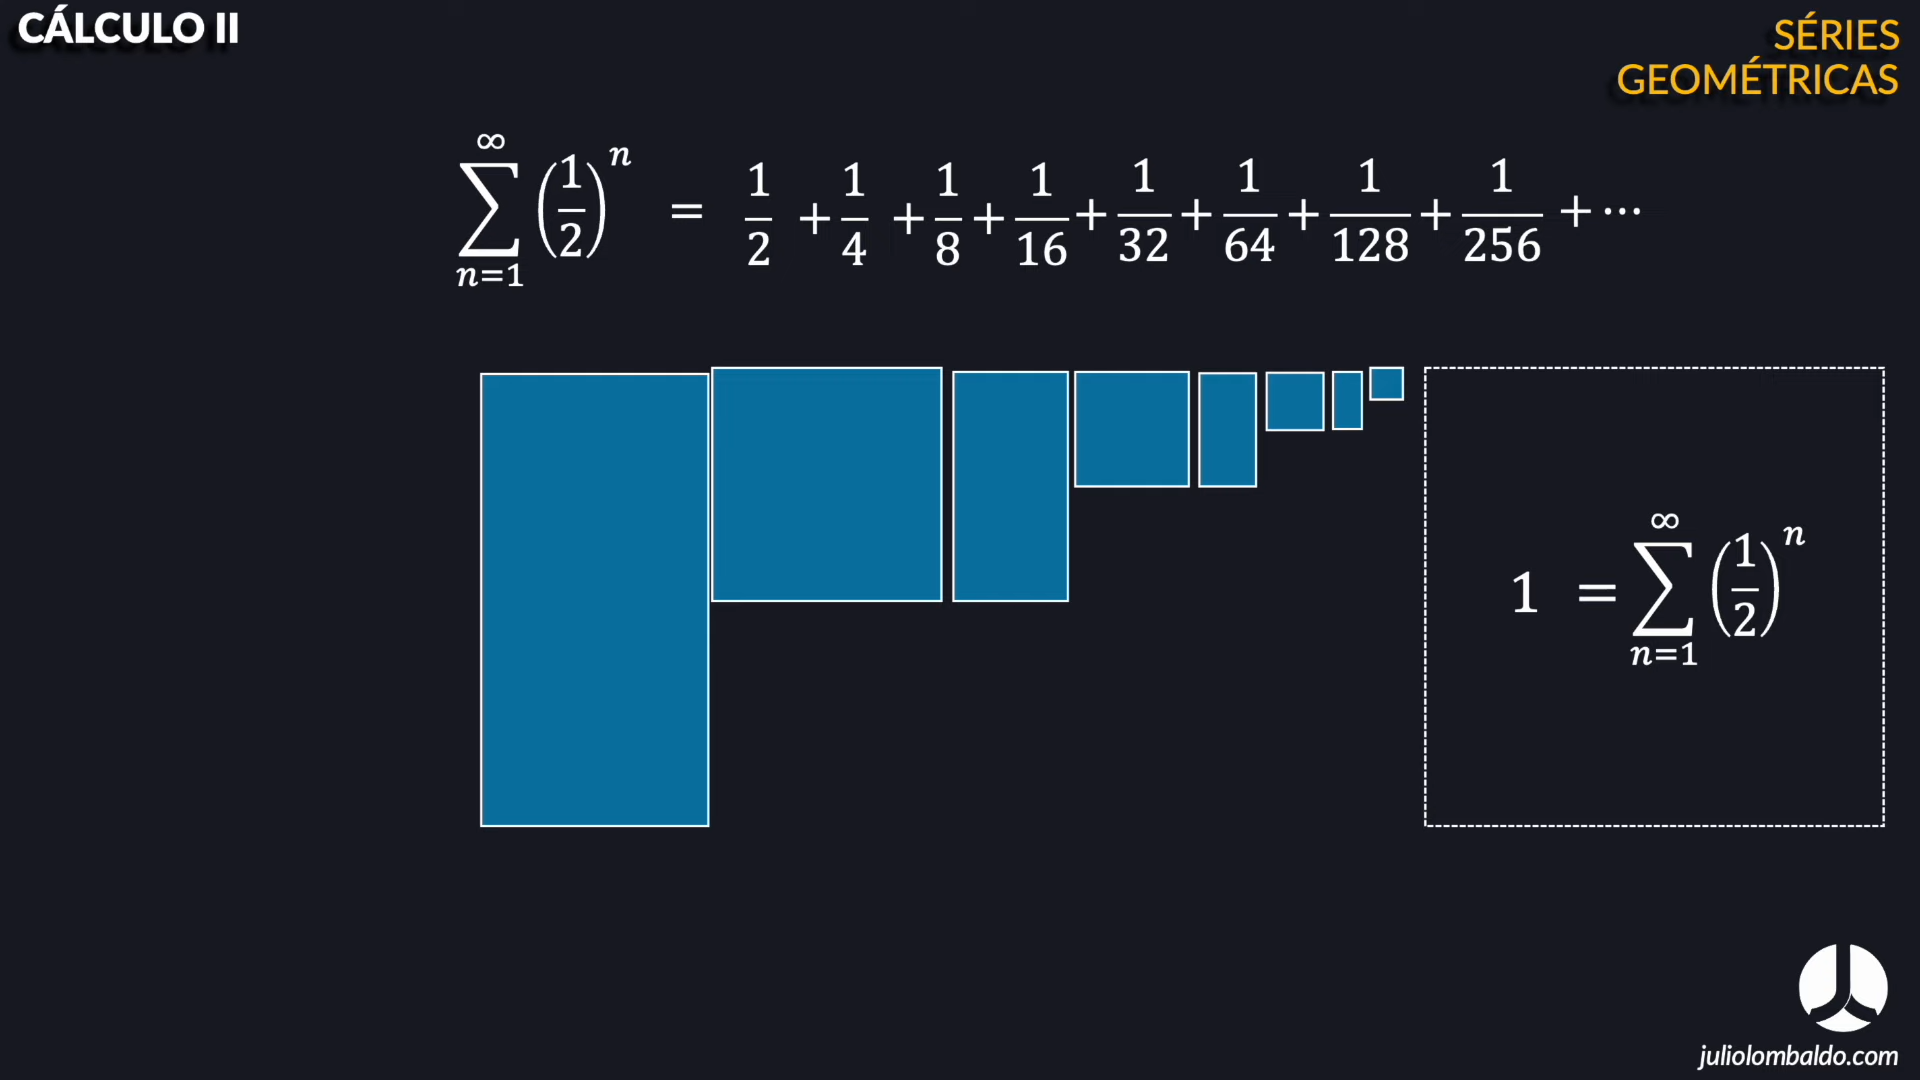 CÁLCULO II
SÉRIES
GEOMÉTRICAS
∑_{n=1}^{∞} (1/2)^n = 1/2 + 1/4 + 1/8 + 1/16 + 1/32 + 1/64 + 1/128 + 1/256 + ⋯
1 = ∑_{n=1}^{∞} (1/2)^n
juliolombaldo.com